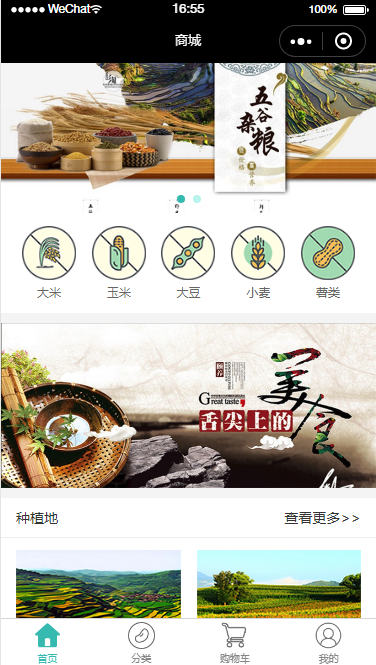 WeChat
16:55
100%
商城
五谷
杂粮
大米
玉米
大豆
小麦
薯类
美食
Great taste
舌尖上的
种植地
查看更多>>
首页
分类
购物车
我的